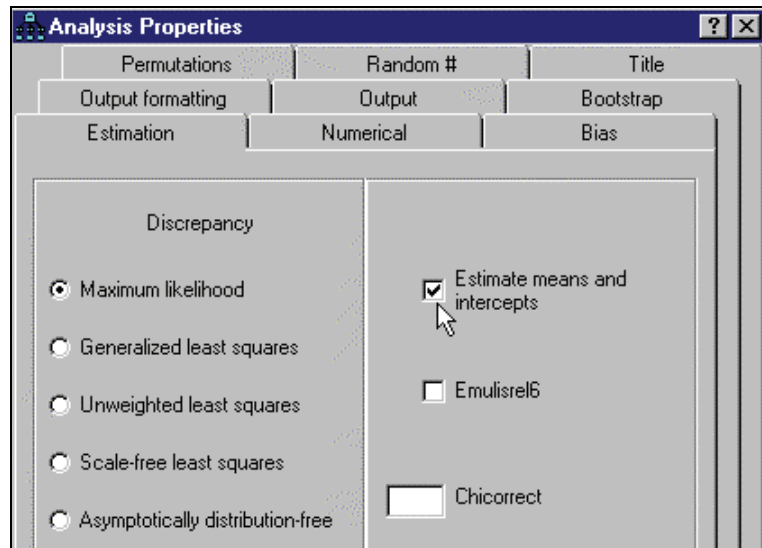 Analysis Properties
Permutations Random # Title
Output formatting Output Bootstrap
Estimation Numerical Bias
Discrepancy
Maximum likelihood
Generalized least squares
Unweighted least squares
Scale-free least squares
Asymptotically distribution-free
Estimate means and
intercepts
Emulisrel6
Chicorrect